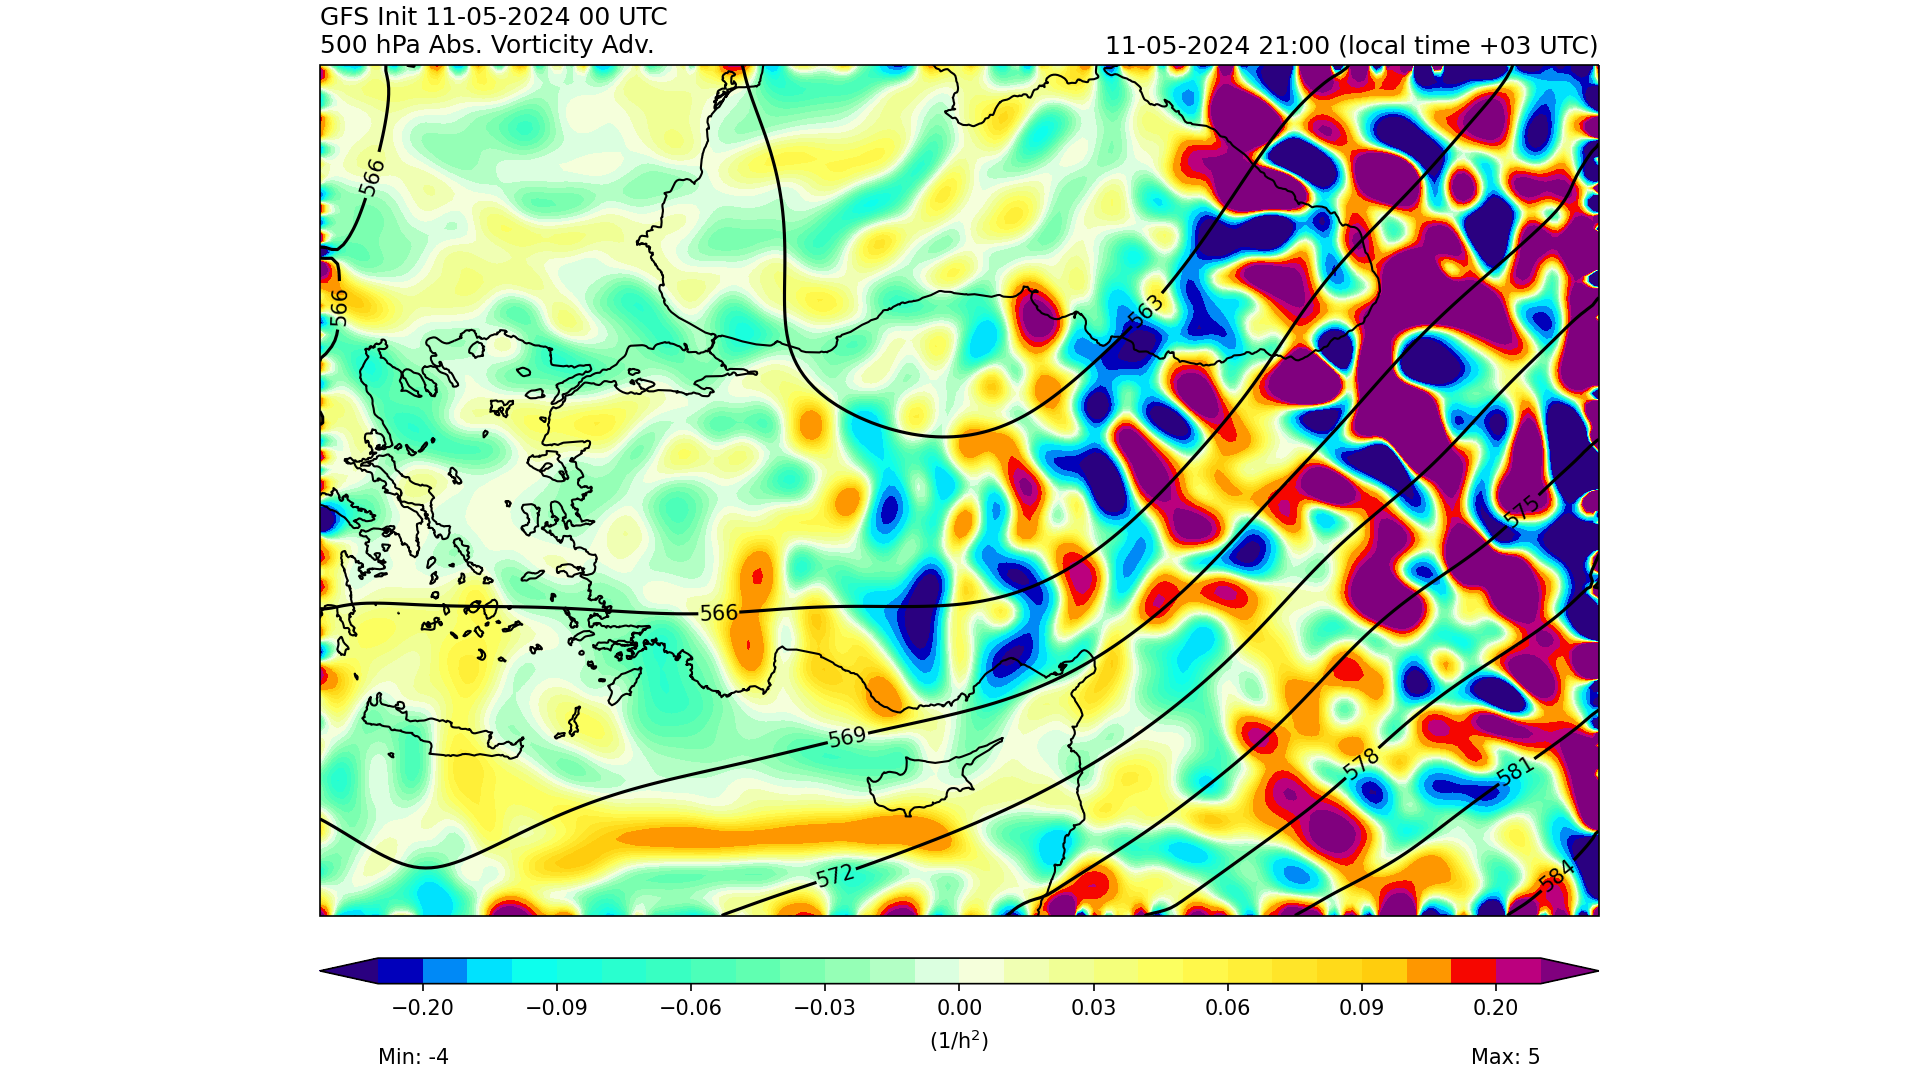 GFS Init 11-05-2024 00 UTC
500 hPa Abs. Vorticity Adv.
11-05-2024 21:00 (local time +03 UTC)
566
566
563
575
566
569
578
581
572
584
−0.20 −0.09 −0.06 −0.03 0.00 0.03 0.06 0.09 0.20
(1/h²)
Min: -4
Max: 5